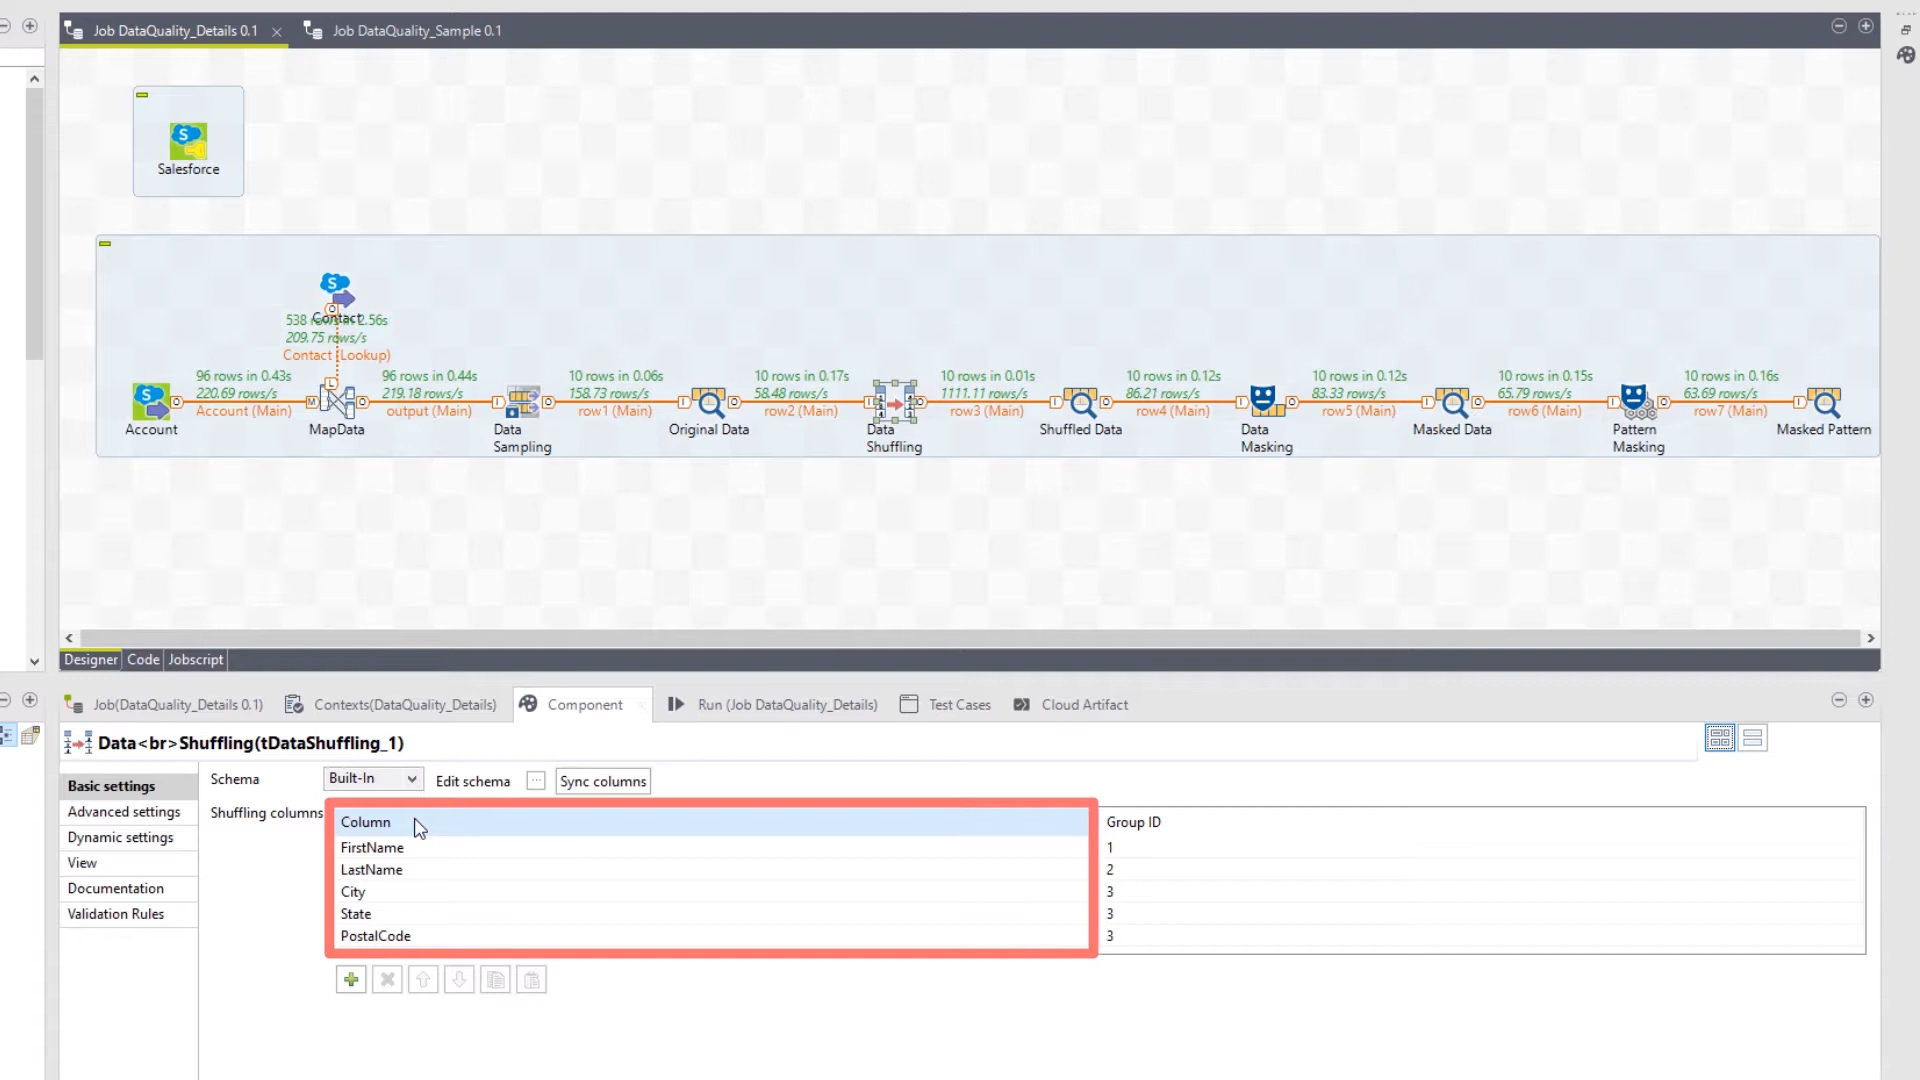 Job DataQuality_Details 0.1
Job DataQuality_Sample 0.1
Salesforce
Contact
538 rows in 2.56s
209.75 rows/s
Contact (Lookup)
96 rows in 0.43s
220.69 rows/s
Account (Main)
96 rows in 0.44s
219.18 rows/s
output (Main)
10 rows in 0.06s
158.73 rows/s
row1 (Main)
10 rows in 0.17s
58.48 rows/s
row2 (Main)
10 rows in 0.01s
1111.11 rows/s
row3 (Main)
10 rows in 0.12s
86.21 rows/s
row4 (Main)
10 rows in 0.12s
83.33 rows/s
row5 (Main)
10 rows in 0.15s
65.79 rows/s
row6 (Main)
10 rows in 0.16s
63.69 rows/s
row7 (Main)
Account
MapData
Data
Sampling
Original Data
Data
Shuffling
Shuffled Data
Data
Masking
Masked Data
Pattern
Masking
Masked Pattern
Designer Code Jobscript
Job(DataQuality_Details 0.1) Contexts(DataQuality_Details) Component Run (Job DataQuality_Details) Test Cases Cloud Artifact
Data<br>Shuffling(tDataShuffling_1)
Basic settings
Advanced settings
Dynamic settings
View
Documentation
Validation Rules
Schema Built-In Edit schema ... Sync columns
Shuffling columns
Column Group ID
FirstName 1
LastName 2
City 3
State 3
PostalCode 3